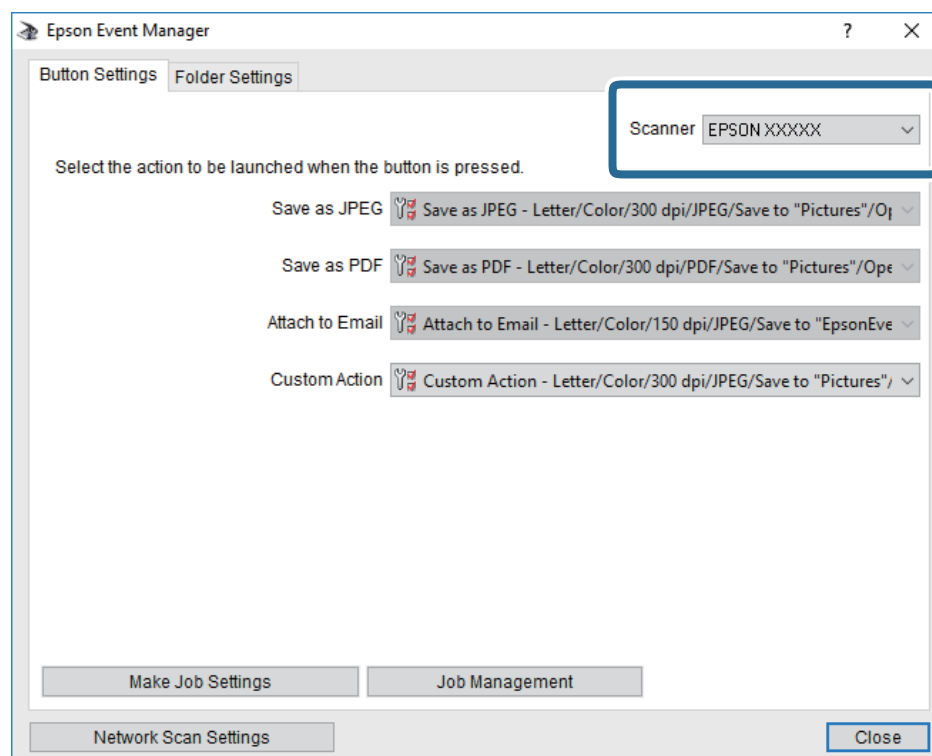 Epson Event Manager
Button Settings Folder Settings
Scanner EPSON XXXXX
Select the action to be launched when the button is pressed.
Save as JPEG Save as JPEG - Letter/Color/300 dpi/JPEG/Save to "Pictures"/Op
Save as PDF Save as PDF - Letter/Color/300 dpi/PDF/Save to "Pictures"/Ope
Attach to Email Attach to Email - Letter/Color/150 dpi/JPEG/Save to "EpsonEve
Custom Action Custom Action - Letter/Color/300 dpi/JPEG/Save to "Pictures"/
Make Job Settings Job Management
Network Scan Settings Close